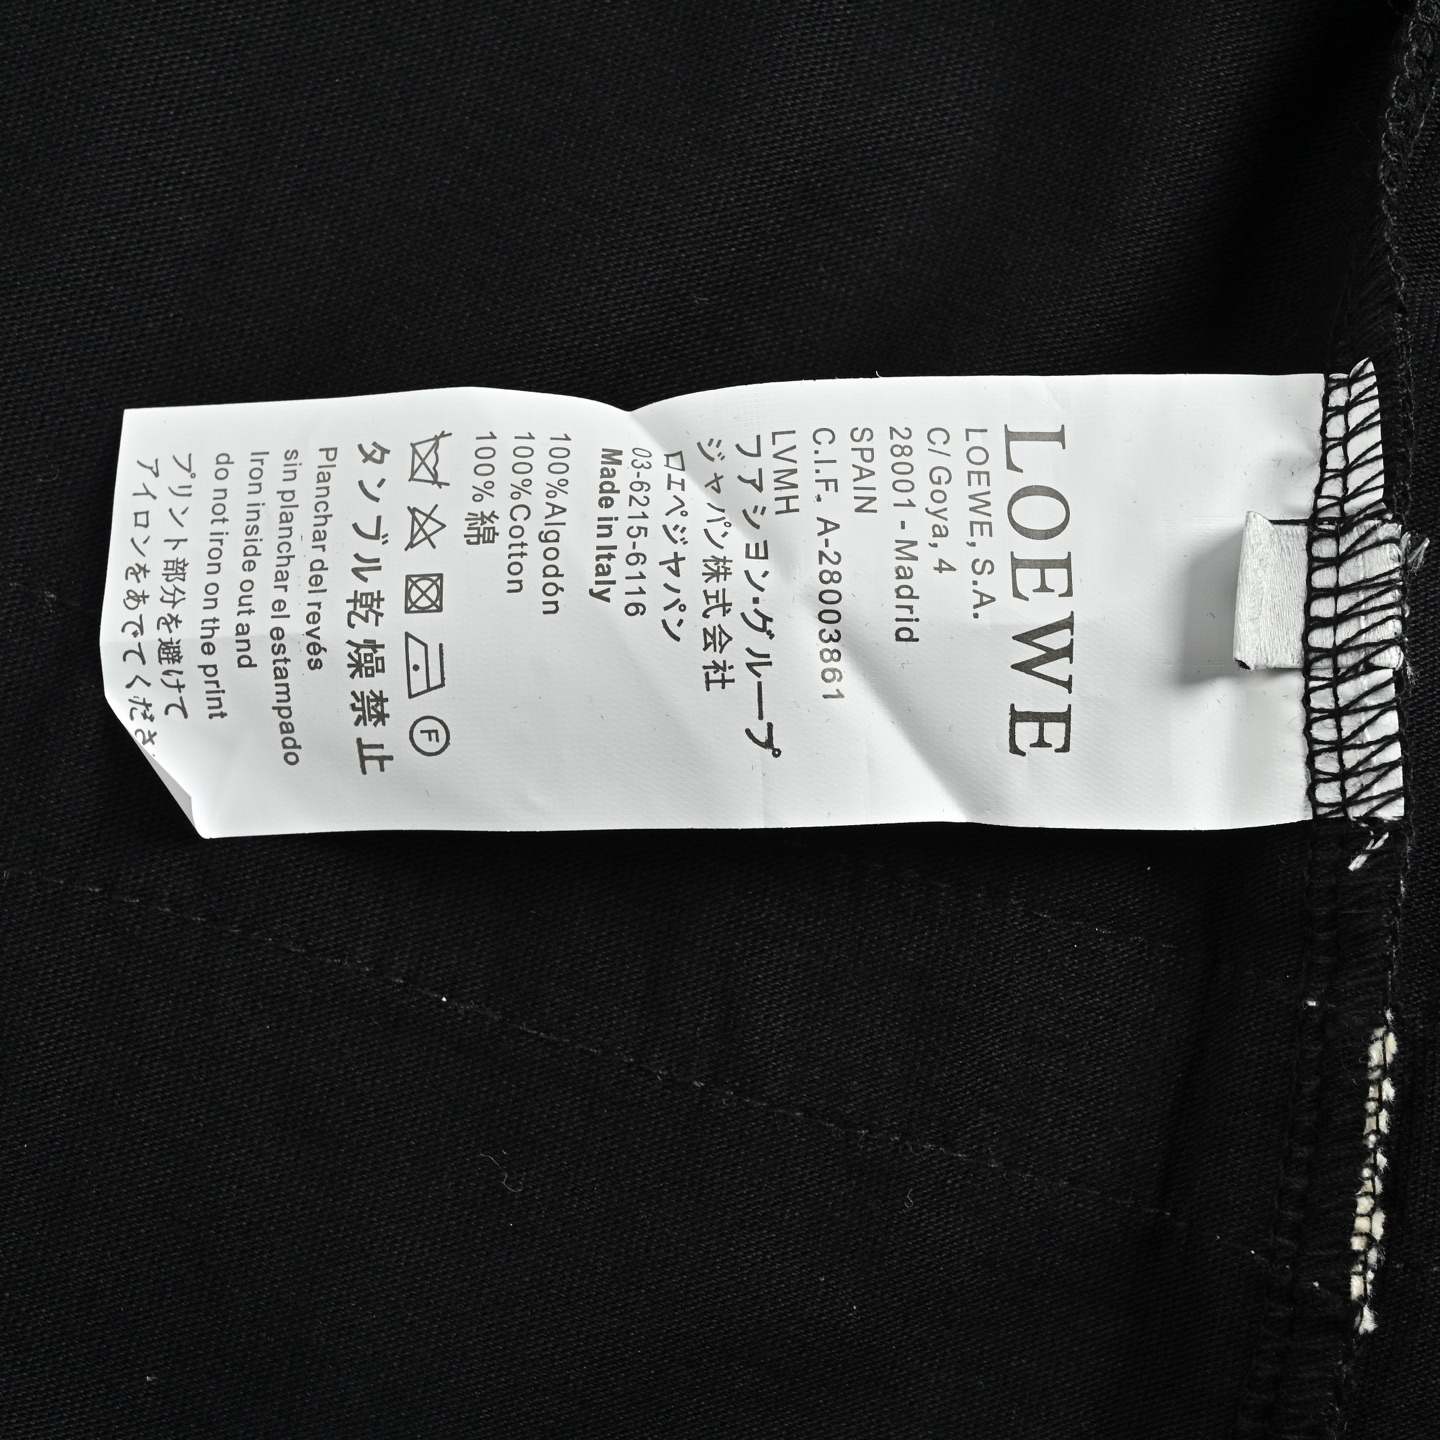 LOEWE
LOEWE, S.A.
C/Goya, 4
28001 - Madrid
SPAIN
C.I.F. A-28003861
LVMH
ファション・グループ
ジャパン株式会社
ロエベジャパン
03-6215-6116
Made in Italy
100%Algodón
100%Cotton
100%綿
F
タンブル乾燥禁止
Planchar del revés
sin planchar el estampado
Iron inside out and
do not iron on the print
プリント部分を避けて
アイロンをあててくださ